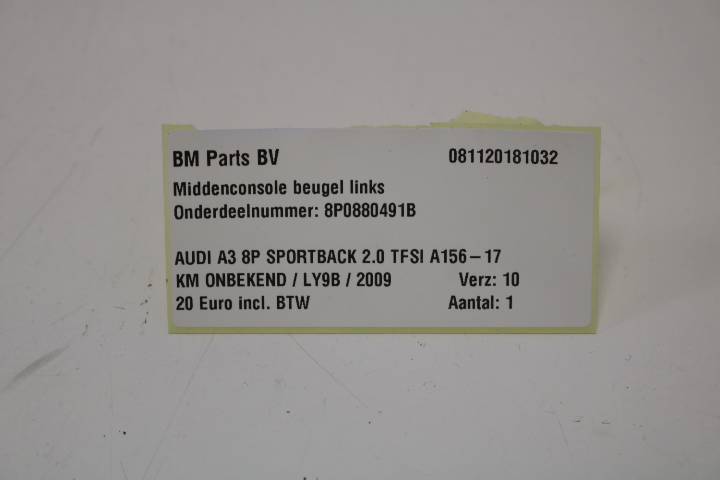 BM Parts BV 081120181032
Middenconsole beugel links
Onderdeelnummer: 8P0880491B
AUDI A3 8P SPORTBACK 2.0 TFSI A156-17
KM ONBEKEND / LY9B / 2009 Verz: 10
20 Euro incl. BTW Aantal: 1